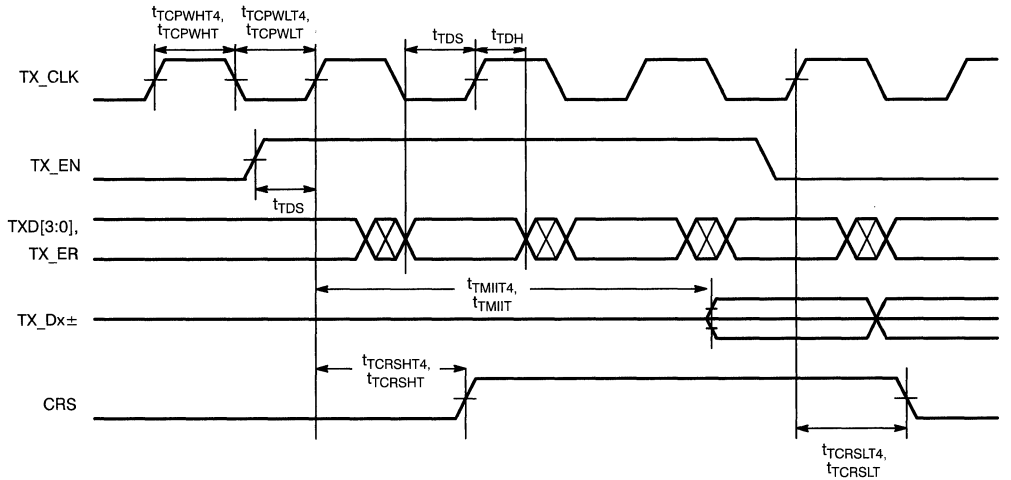 tTCPWHT4, tTCPWLT4,
tTCPWHT tTCPWLT
tTDS tTDH
TX_CLK
TX_EN
tTDS
TXD[3:0],
TX_ER
tTMIIT4,
tTMIIT
TX_Dx±
tTCRSHT4,
tTCRSHT
CRS
tTCRSLT4,
tTCRSLT